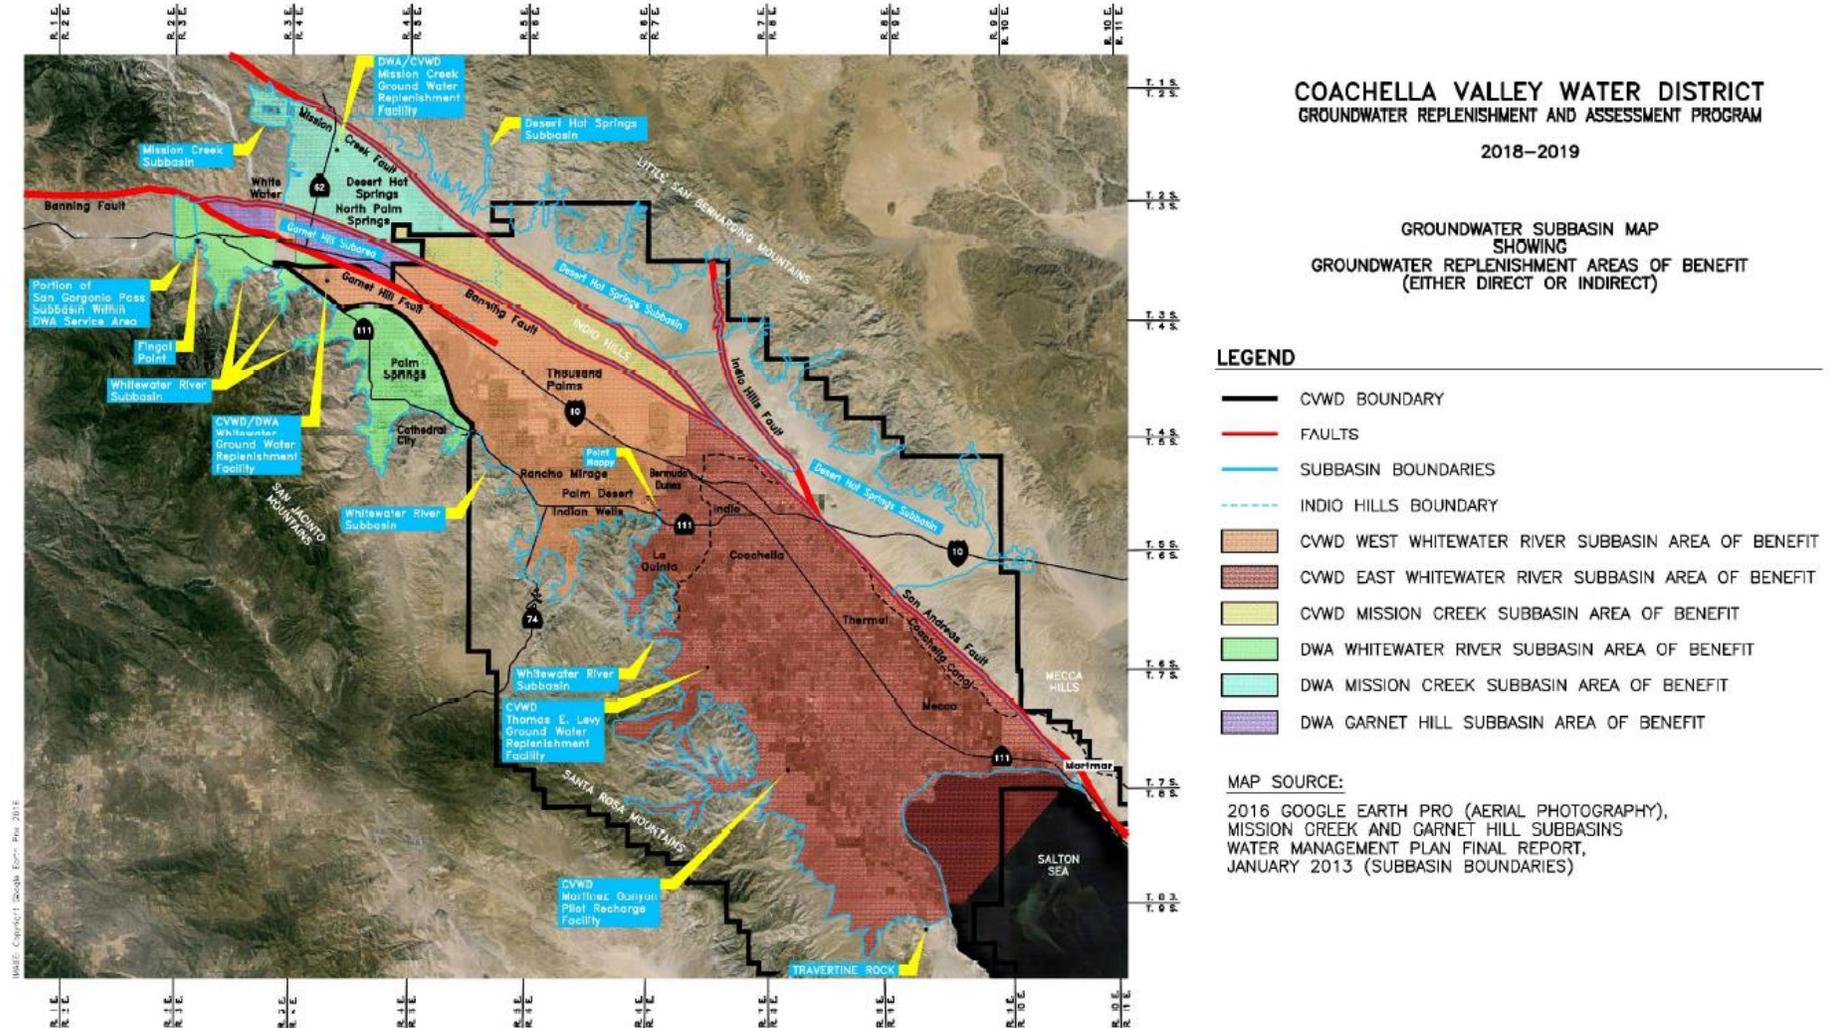 COACHELLA VALLEY WATER DISTRICT
GROUNDWATER REPLENISHMENT AND ASSESSMENT PROGRAM
2018-2019
GROUNDWATER SUBBASIN MAP
SHOWING
GROUNDWATER REPLENISHMENT AREAS OF BENEFIT
(EITHER DIRECT OR INDIRECT)
LEGEND
CVWD BOUNDARY
FAULTS
SUBBASIN BOUNDARIES
INDIO HILLS BOUNDARY
CVWD WEST WHITEWATER RIVER SUBBASIN AREA OF BENEFIT
CVWD EAST WHITEWATER RIVER SUBBASIN AREA OF BENEFIT
CVWD MISSION CREEK SUBBASIN AREA OF BENEFIT
DWA WHITEWATER RIVER SUBBASIN AREA OF BENEFIT
DWA MISSION CREEK SUBBASIN AREA OF BENEFIT
DWA GARNET HILL SUBBASIN AREA OF BENEFIT
MAP SOURCE:
2016 GOOGLE EARTH PRO (AERIAL PHOTOGRAPHY),
MISSION CREEK AND GARNET HILL SUBBASINS
WATER MANAGEMENT PLAN FINAL REPORT,
JANUARY 2013 (SUBBASIN BOUNDARIES)
DWA/CVWD
Mission Creek
Ground Water
Replenishment
Facility
Desert Hot Springs
Subbasin
Mission Creek
Subbasin
Mission Creek Fault
White
Water
62
Desert Hot
Springs
North Palm
Springs
LITTLE SAN BERNARDINO MOUNTAINS
Banning Fault
Garnet Hill Subarea
Desert Hot Springs Subbasin
Portion of
San Gorgonio Pass
Subbasin Within
DWA Service Area
Garnet Hill Fault
Banning Fault
INDIO HILLS
Fingal
Point
111
Palm
Springs
Whitewater River
Subbasin
Thousand
Palms
10
Indio Hills Fault
CVWD/DWA
Whitewater
Ground Water
Replenishment
Facility
Cathedral
City
Point
Happy
Rancho Mirage
Bermuda
Dunes
Palm Desert
Indian Wells
Indio
Desert Hot Springs Subbasin
SAN JACINTO
MOUNTAINS
Whitewater River
Subbasin
111
La
Quinta
Coachella
10
74
Thermal
San Andreas Fault
Coachella Canal
Whitewater River
Subbasin
MECCA
HILLS
CVWD
Thomas E. Levy
Ground Water
Replenishment
Facility
Mecca
111
Mortmar
SANTA ROSA MOUNTAINS
SALTON
SEA
CVWD
Martinez Canyon
Pilot Recharge
Facility
TRAVERTINE ROCK
IMAGE: Copyright Google Earth Pro 2016